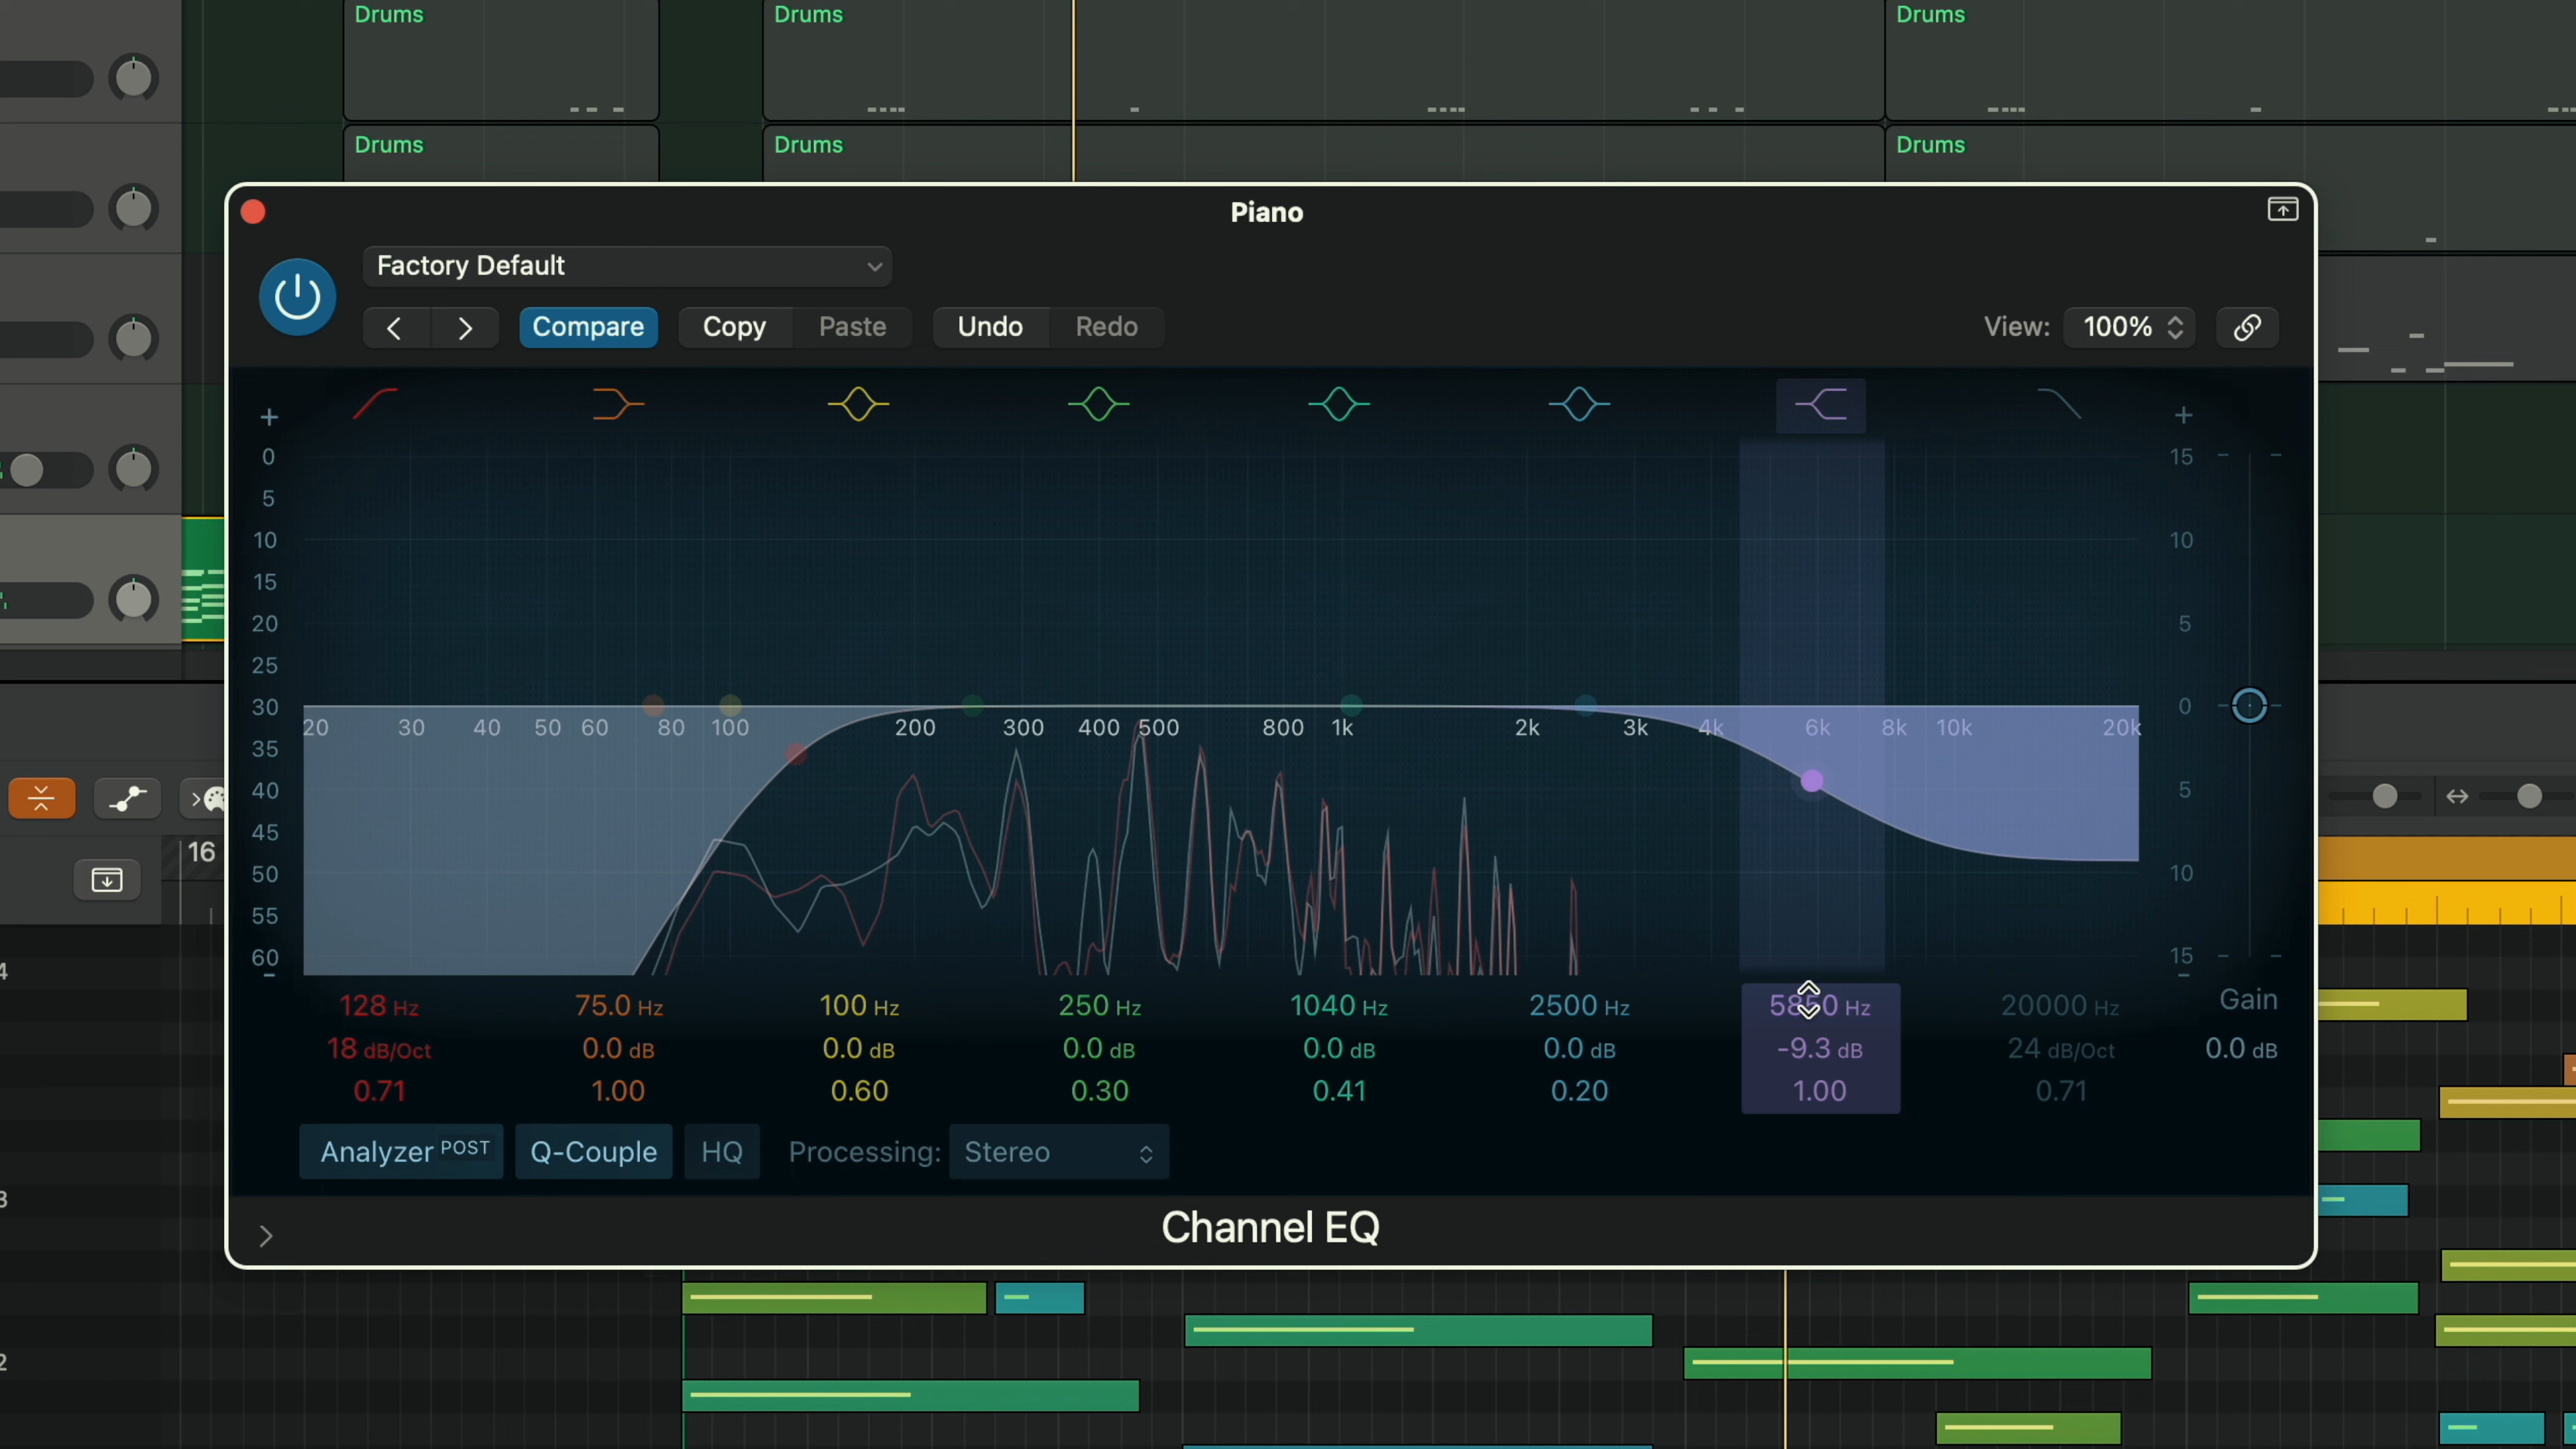 Drums Drums Drums
Drums Drums Drums
Piano
Factory Default
Compare Copy Paste Undo Redo View: 100%
+ +
0 15
5
10 10
15
20 5
25
30 0
20 30 40 50 60 80 100 200 300 400 500 800 1k 2k 3k 4k 6k 8k 10k 20k
35
40 5
45
16
50 10
55
60 15
4
128 Hz 75.0 Hz 100 Hz 250 Hz 1040 Hz 2500 Hz 5850 Hz 20000 Hz Gain
18 dB/Oct 0.0 dB 0.0 dB 0.0 dB 0.0 dB 0.0 dB -9.3 dB 24 dB/Oct 0.0 dB
0.71 1.00 0.60 0.30 0.41 0.20 1.00 0.71
Analyzer POST Q-Couple HQ Processing: Stereo
3
Channel EQ
2